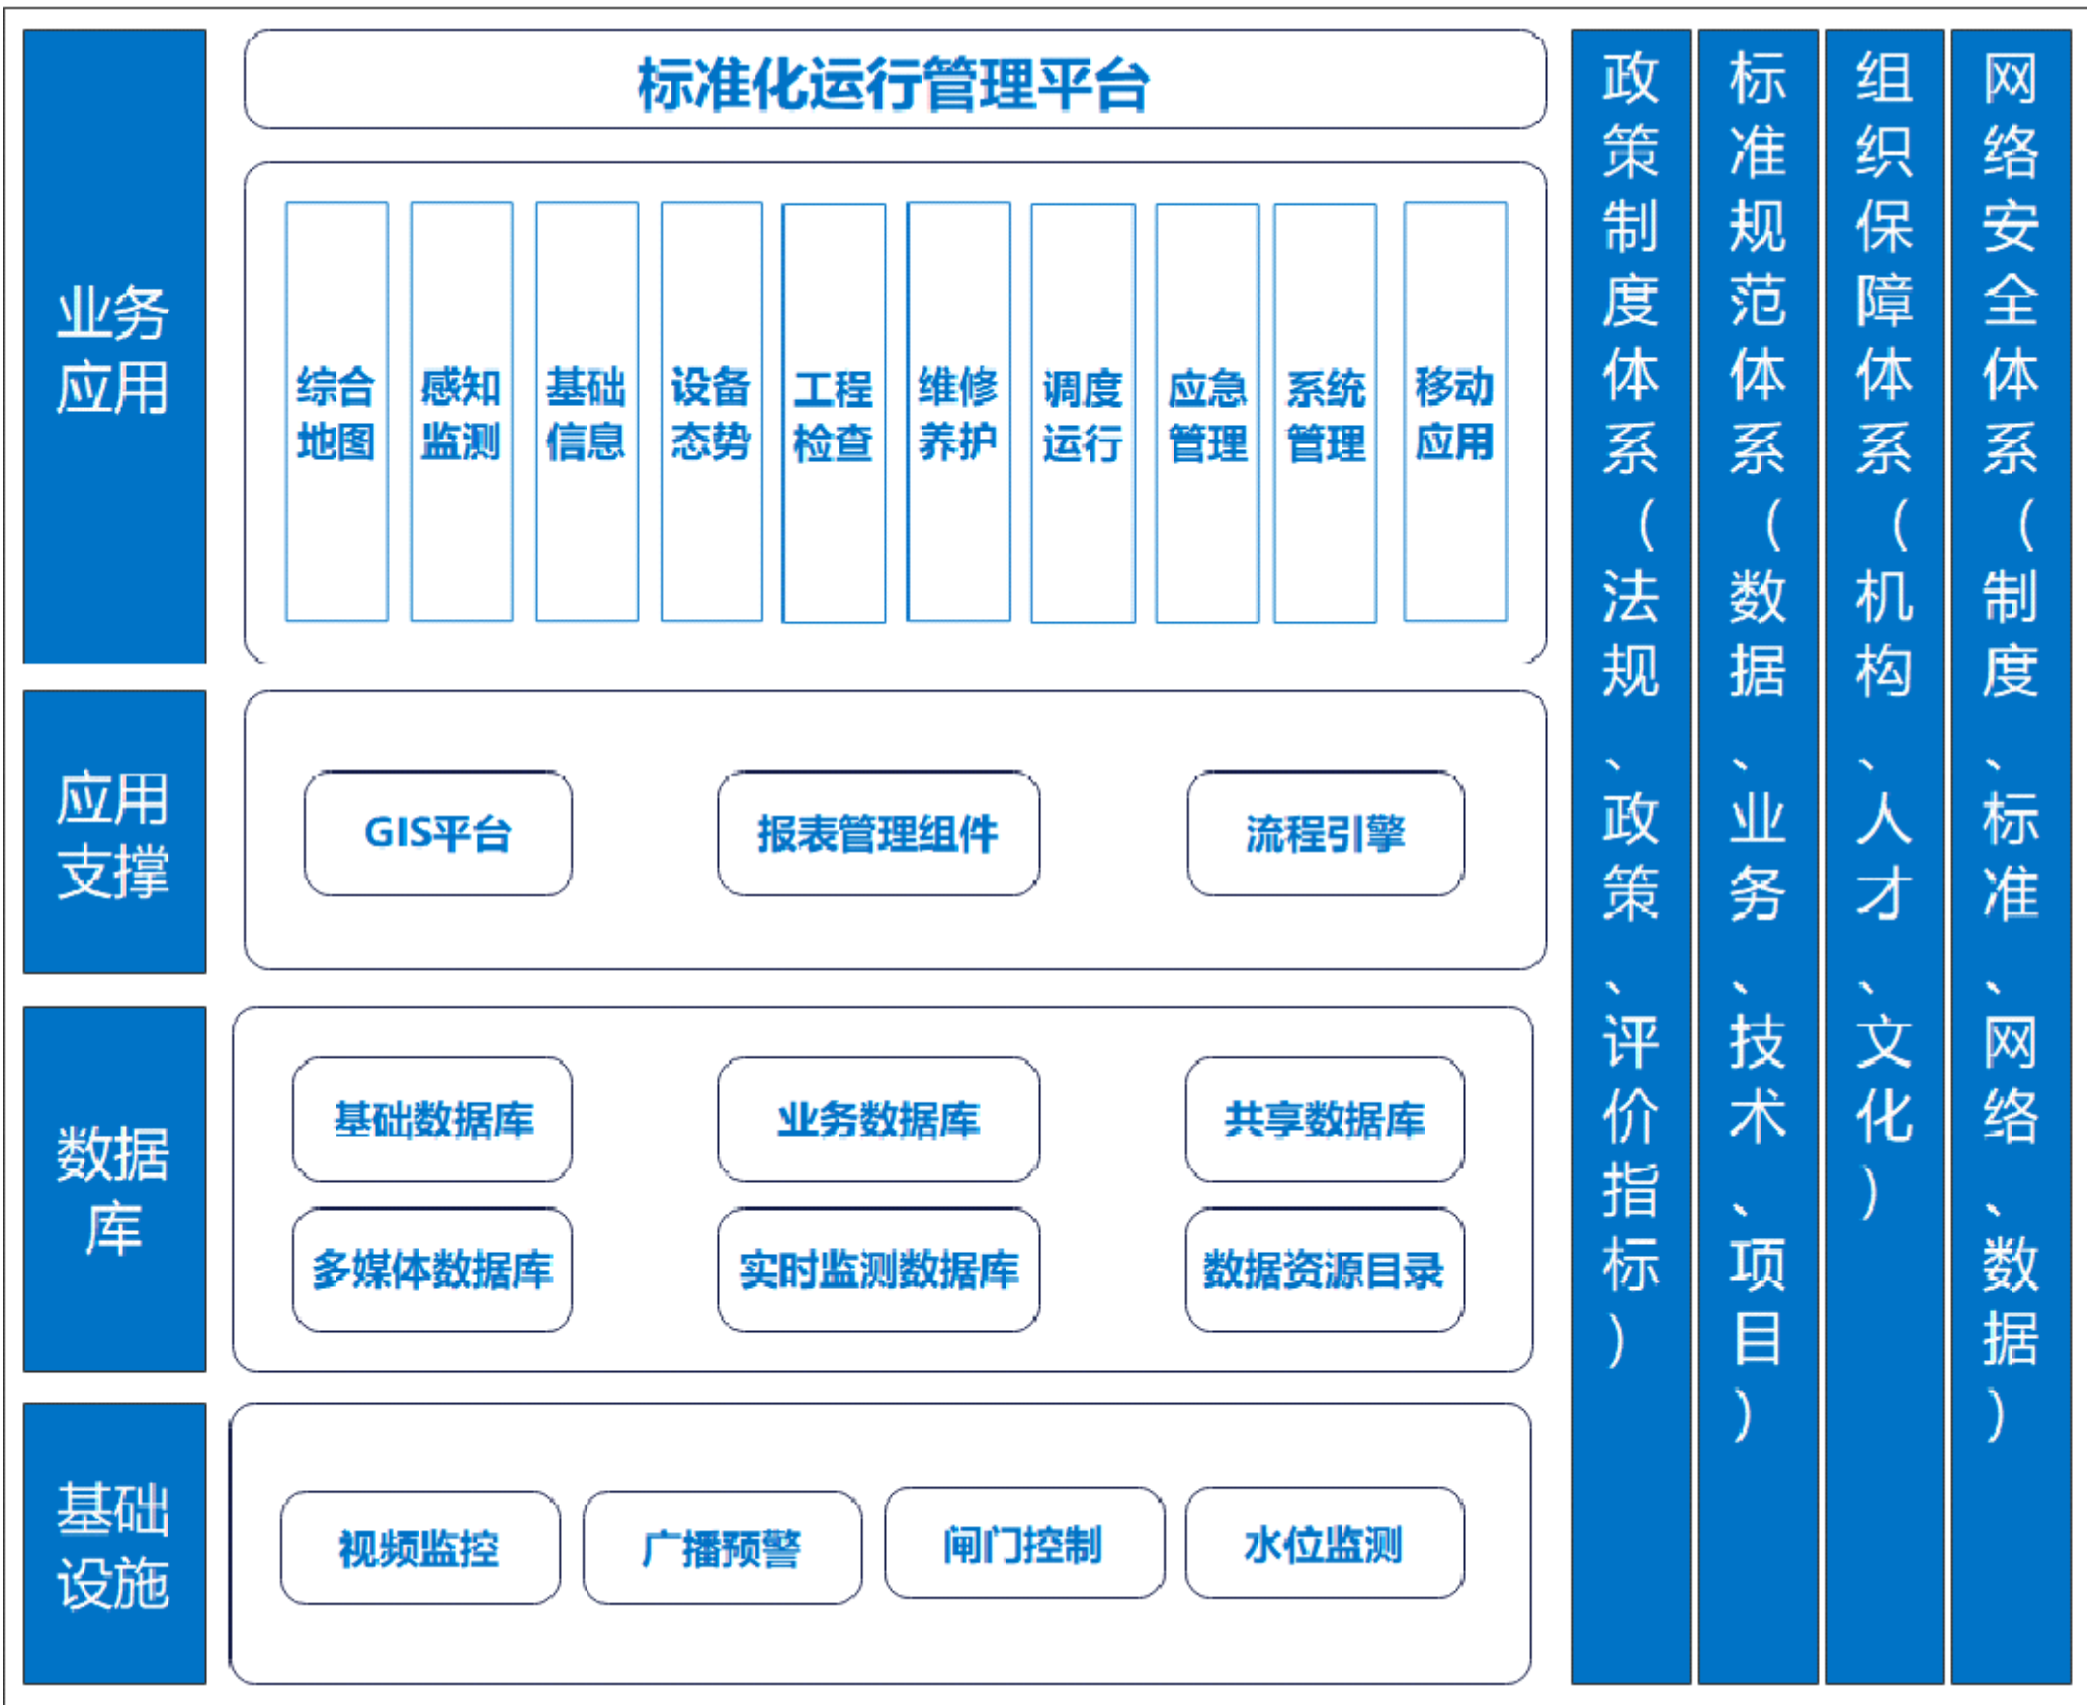 业务
应用
标准化运行管理平台
综合
地图
感知
监测
基础
信息
设备
态势
工程
检查
维修
养护
调度
运行
应急
管理
系统
管理
移动
应用
应用
支撑
GIS平台
报表管理组件
流程引擎
数据
库
基础数据库
业务数据库
共享数据库
多媒体数据库
实时监测数据库
数据资源目录
基础
设施
视频监控
广播预警
闸门控制
水位监测
政策制度体系（法规、政策、评价指标）
标准规范体系（数据、业务、技术、项目）
组织保障体系（机构、人才、文化）
网络安全体系（制度、标准、网络、数据）